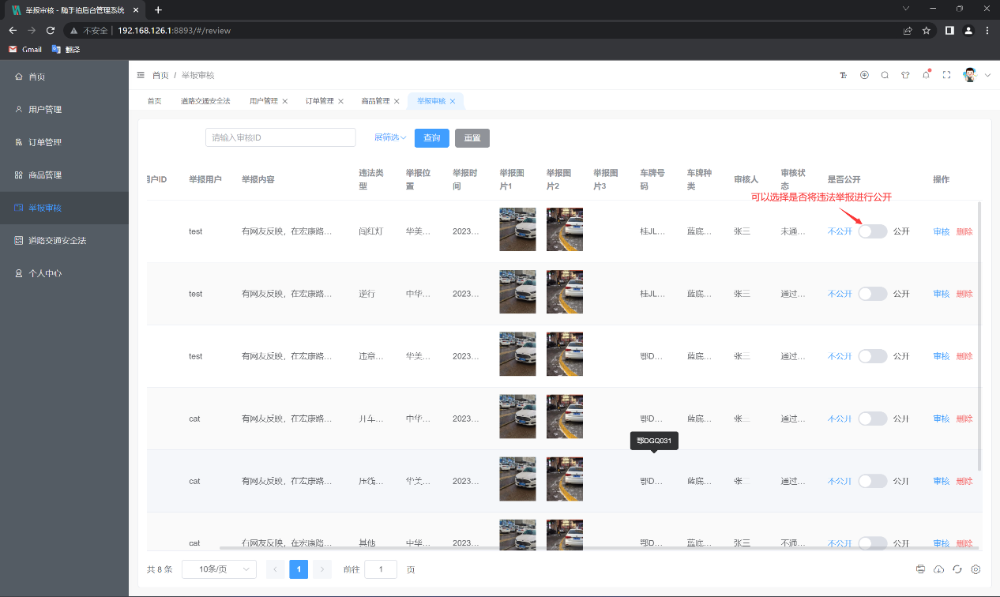 举报审核 - 随手拍后台管理系统
不安全 192.168.126.1:8893/#/review
Gmail 翻译
首页
用户管理
订单管理
商品管理
举报审核
道路交通安全法
个人中心
首页 / 举报审核
首页 道路交通安全法 用户管理 订单管理 商品管理 举报审核
请输入审核ID 展筛选 查询 重置
用户ID 举报用户 举报内容 违法类型 举报位置 举报时间 举报图片1 举报图片2 举报图片3 车牌号码 车牌种类 审核人 审核状态 是否公开 操作
可以选择是否将违法举报进行公开
test 有网友反映，在宏康路... 闯红灯 华美... 2023... 桂JL... 蓝底... 张三 未通... 不公开 公开 审核 删除
test 有网友反映，在宏康路... 逆行 中华... 2023... 桂JL... 蓝底... 张三 通过... 不公开 公开 审核 删除
test 有网友反映，在宏康路... 违章... 华美... 2023... 鄂D... 蓝底... 张三 通过... 不公开 公开 审核 删除
cat 有网友反映，在宏康路... 开车... 中华... 2023... 鄂D... 蓝底... 张三 通过... 不公开 公开 审核 删除
鄂DGQ031
cat 有网友反映，在宏康路... 压线... 华美... 2023... 鄂D... 蓝底... 张三 通过... 不公开 公开 审核 删除
cat 有网友反映，在宏康路... 其他 中华... 2023... 鄂D... 蓝底... 张三 不通... 不公开 公开 审核 删除
共 8 条 10条/页 1 前往 1 页